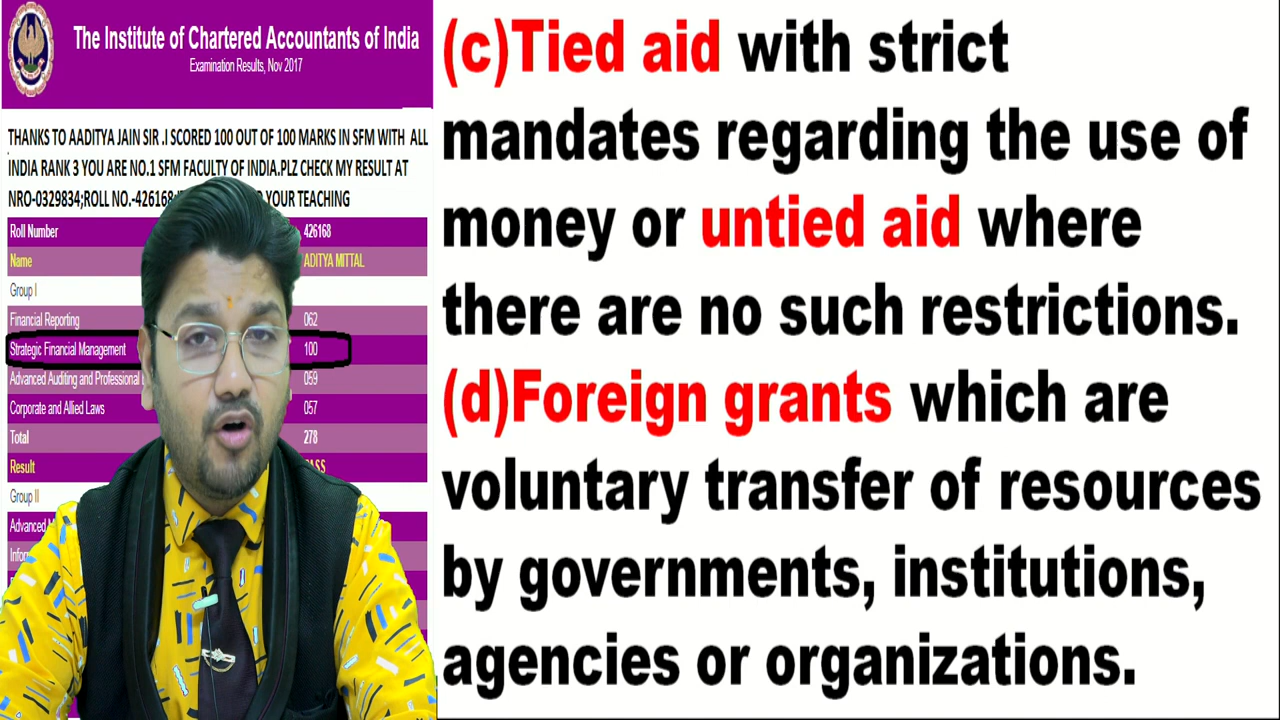 The Institute of Chartered Accountants of India
Examination Results, Nov 2017
THANKS TO AADITYA JAIN SIR .I SCORED 100 OUT OF 100 MARKS IN SFM WITH ALL
INDIA RANK 3 YOU ARE NO.1 SFM FACULTY OF INDIA.PLZ CHECK MY RESULT AT
NRO-0329834;ROLL NO.-426168; YOUR TEACHING
Roll Number 426168
Name ADITYA MITTAL
Group I
Financial Reporting 062
Strategic Financial Management 100
Advanced Auditing and Professional 059
Corporate and Allied Laws 057
Total 278
Result
Group II
(c)Tied aid with strict
mandates regarding the use of
money or untied aid where
there are no such restrictions.
(d)Foreign grants which are
voluntary transfer of resources
by governments, institutions,
agencies or organizations.